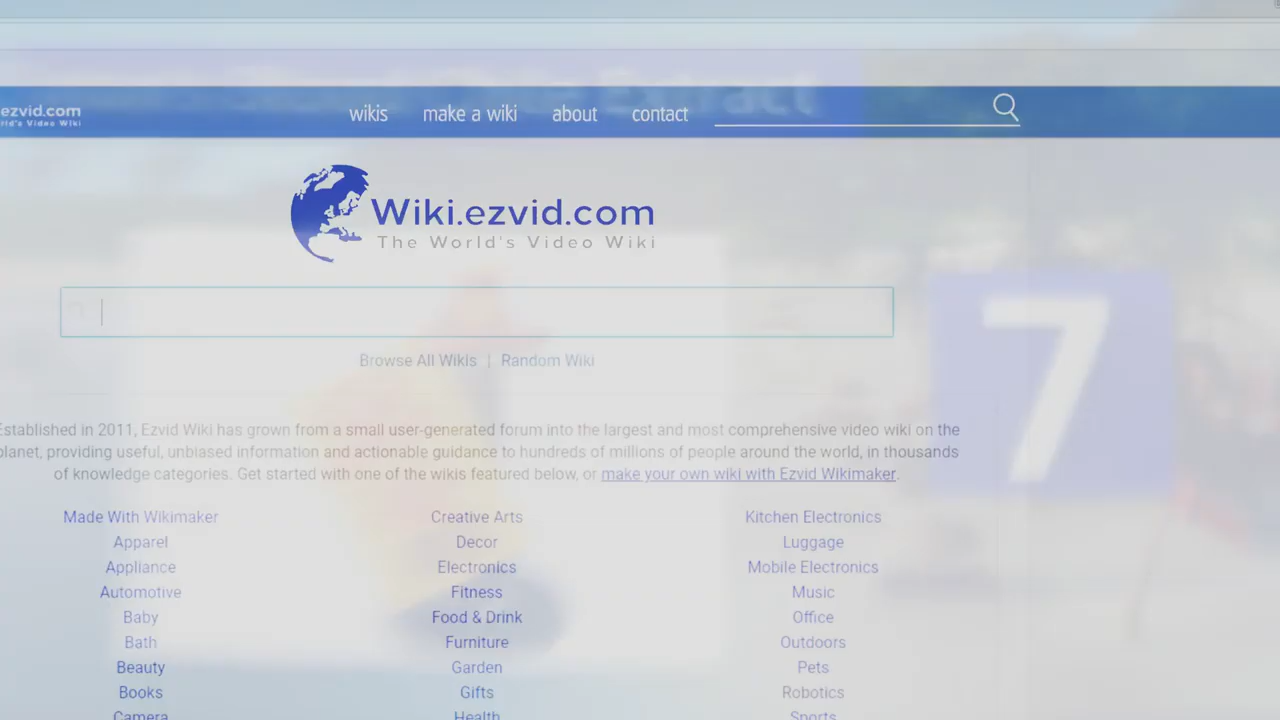 Extract
ezvid.com
wikis make a wiki about contact
Wiki.ezvid.com
The World's Video Wiki
7
Browse All Wikis | Random Wiki
Established in 2011, Ezvid Wiki has grown from a small user-generated forum into the largest and most comprehensive video wiki on the
planet, providing useful, unbiased information and actionable guidance to hundreds of millions of people around the world, in thousands
of knowledge categories. Get started with one of the wikis featured below, or make your own wiki with Ezvid Wikimaker.
Made With Wikimaker Creative Arts Kitchen Electronics
Apparel Decor Luggage
Appliance Electronics Mobile Electronics
Automotive Fitness Music
Baby Food & Drink Office
Bath Furniture Outdoors
Beauty Garden Pets
Books Gifts Robotics
Camera Health Sports